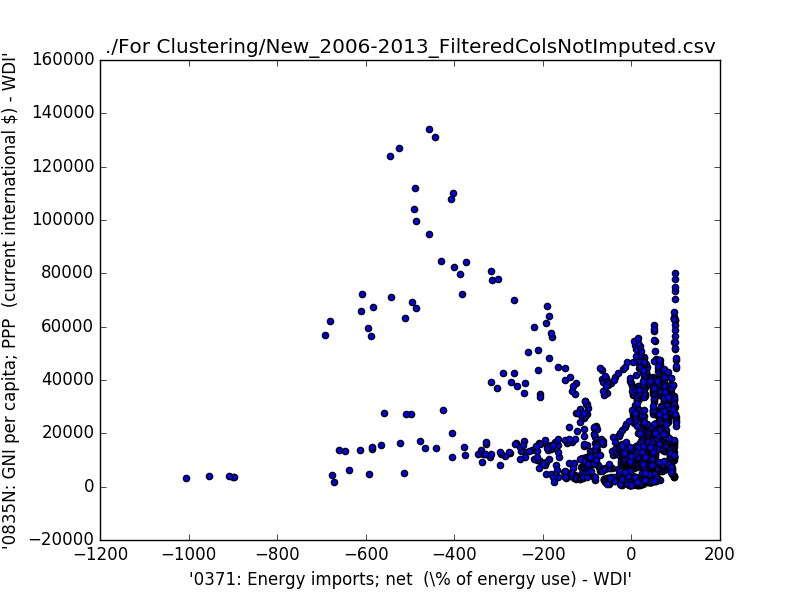 ./For Clustering/New_2006-2013_FilteredColsNotImputed.csv
'0835N: GNI per capita; PPP  (current international $) - WDI'
160000
140000
120000
100000
80000
60000
40000
20000
0
−20000
−1200 −1000 −800 −600 −400 −200 0 200
'0371: Energy imports; net  (\% of energy use) - WDI'